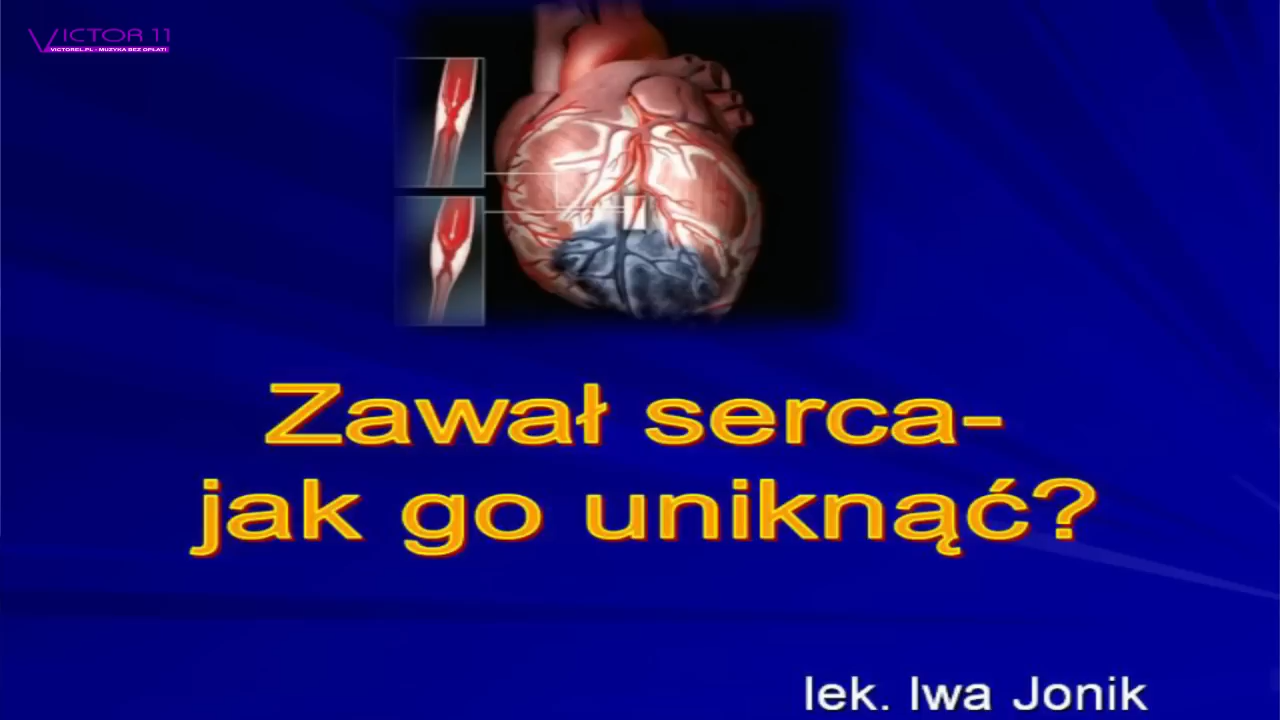 VICTOR 11
VICTOREL.PL - MUZYKA BEZ OPŁAT!
Zawał serca-
jak go uniknąć?
lek. Iwa Jonik